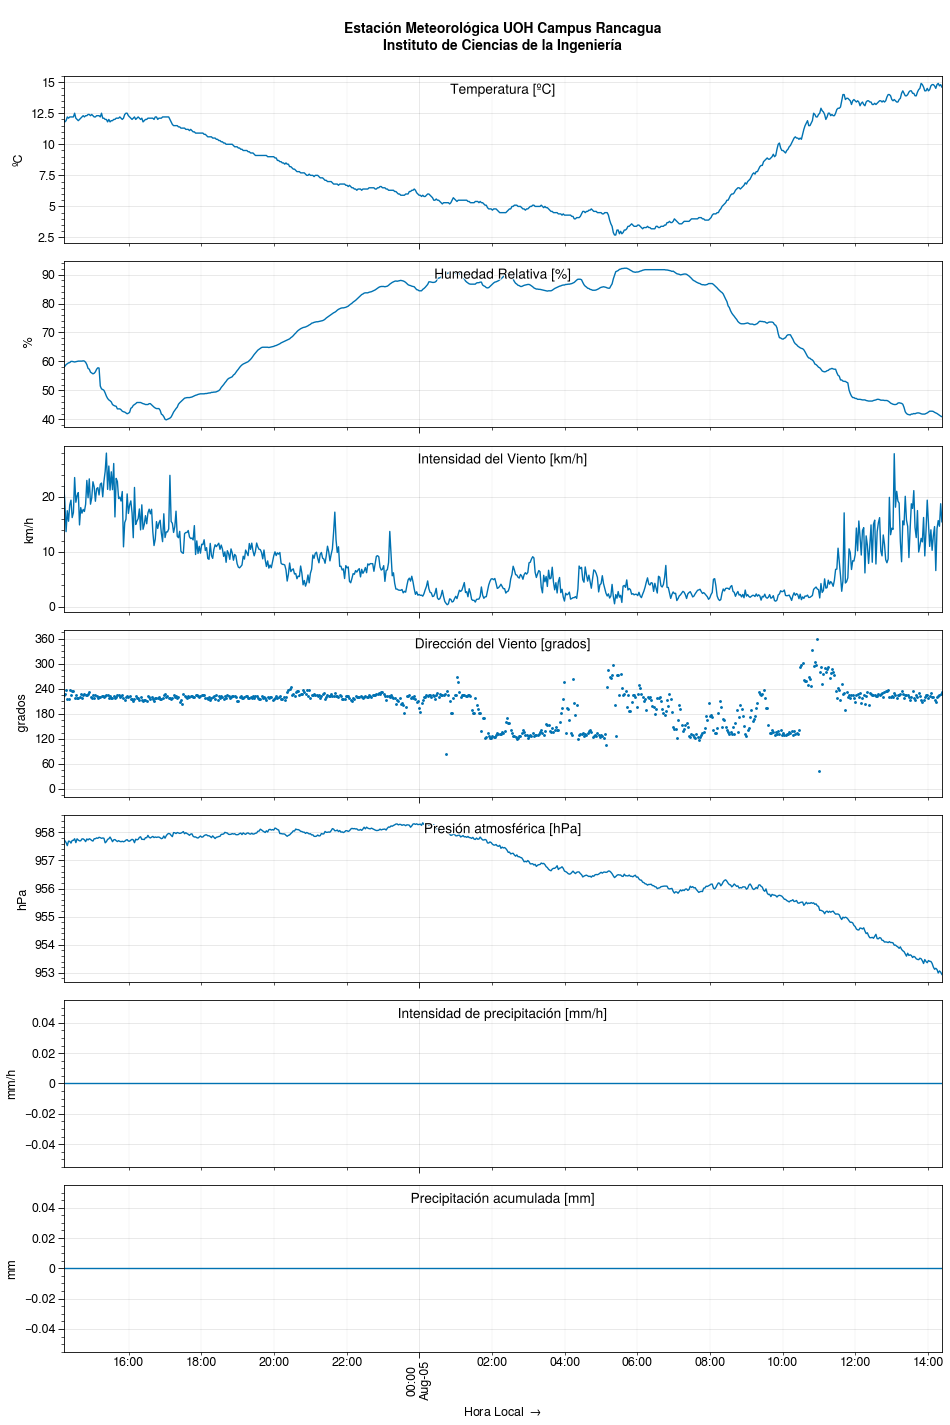 Estación Meteorológica UOH Campus Rancagua
Instituto de Ciencias de la Ingeniería
Temperatura [ºC]
ºC
15
12.5
10
7.5
5
2.5
Humedad Relativa [%]
%
90
80
70
60
50
40
Intensidad del Viento [km/h]
km/h
20
10
0
Dirección del Viento [grados]
grados
360
300
240
180
120
60
0
Presión atmosférica [hPa]
hPa
958
957
956
955
954
953
Intensidad de precipitación [mm/h]
mm/h
0.04
0.02
0
−0.02
−0.04
Precipitación acumulada [mm]
mm
0.04
0.02
0
−0.02
−0.04
16:00 18:00 20:00 22:00 00:00 02:00 04:00 06:00 08:00 10:00 12:00 14:00
Aug-05
Hora Local →